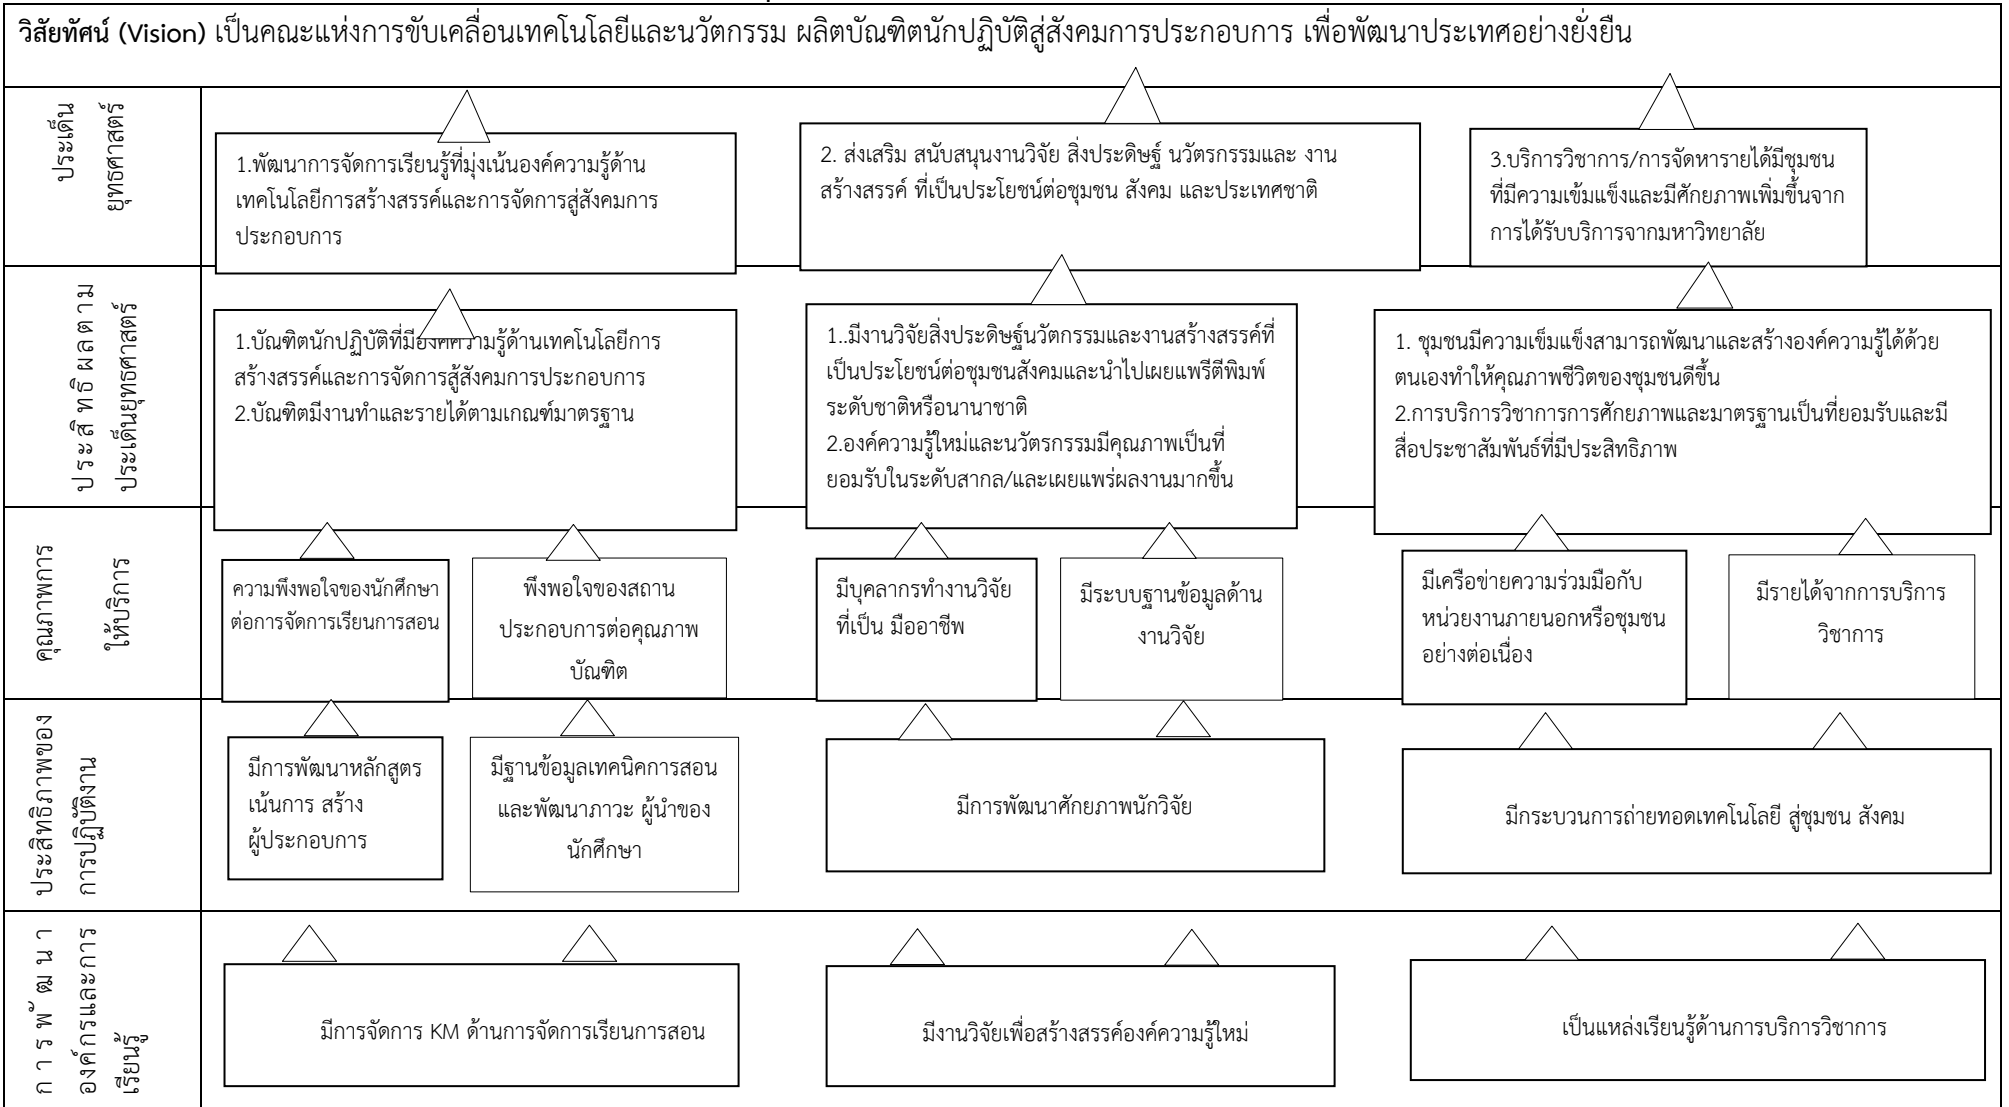 วิสัยทัศน์ (Vision) เป็นคณะแห่งการขับเคลื่อนเทคโนโลยีและนวัตกรรม ผลิตบัณฑิตนักปฏิบัติสู่สังคมการประกอบการ เพื่อพัฒนาประเทศอย่างยั่งยืน
ประเด็น
ยุทธศาสตร์
1.พัฒนาการจัดการเรียนรู้ที่มุ่งเน้นองค์ความรู้ด้าน
เทคโนโลยีการสร้างสรรค์และการจัดการสู่สังคมการ
ประกอบการ
2. ส่งเสริม สนับสนุนงานวิจัย สิ่งประดิษฐ์ นวัตรกรรมและ งาน
สร้างสรรค์ ที่เป็นประโยชน์ต่อชุมชน สังคม และประเทศชาติ
3.บริการวิชาการ/การจัดหารายได้มีชุมชน
ที่มีความเข้มแข็งและมีศักยภาพเพิ่มขึ้นจาก
การได้รับบริการจากมหาวิทยาลัย
ประสิทธิผลตาม
ประเด็นยุทธศาสตร์
1.บัณฑิตนักปฏิบัติที่มีองค์ความรู้ด้านเทคโนโลยีการ
สร้างสรรค์และการจัดการสู้สังคมการประกอบการ
2.บัณฑิตมีงานทำและรายได้ตามเกณฑ์มาตรฐาน
1..มีงานวิจัยสิ่งประดิษฐ์นวัตกรรมและงานสร้างสรรค์ที่
เป็นประโยชน์ต่อชุมชนสังคมและนำไปเผยแพรีตีพิมพ์
ระดับชาติหรือนานาชาติ
2.องค์ความรู้ใหม่และนวัตรกรรมมีคุณภาพเป็นที่
ยอมรับในระดับสากล/และเผยแพร่ผลงานมากขึ้น
1. ชุมชนมีความเข็มแข็งสามารถพัฒนาและสร้างองค์ความรู้ได้ด้วย
ตนเองทำให้คุณภาพชีวิตของชุมชนดีขึ้น
2.การบริการวิชาการการศักยภาพและมาตรฐานเป็นที่ยอมรับและมี
สื่อประชาสัมพันธ์ที่มีประสิทธิภาพ
คุณภาพการ
ให้บริการ
ความพึงพอใจของนักศึกษา
ต่อการจัดการเรียนการสอน
พึงพอใจของสถาน
ประกอบการต่อคุณภาพ
บัณฑิต
มีบุคลากรทำงานวิจัย
ที่เป็น มืออาชีพ
มีระบบฐานข้อมูลด้าน
งานวิจัย
มีเครือข่ายความร่วมมือกับ
หน่วยงานภายนอกหรือชุมชน
อย่างต่อเนื่อง
มีรายได้จากการบริการ
วิชาการ
ประสิทธิภาพของ
การปฏิบัติงาน
มีการพัฒนาหลักสูตร
เน้นการ สร้าง
ผู้ประกอบการ
มีฐานข้อมูลเทคนิคการสอน
และพัฒนาภาวะ ผู้นำของ
นักศึกษา
มีการพัฒนาศักยภาพนักวิจัย
มีกระบวนการถ่ายทอดเทคโนโลยี สู่ชุมชน สังคม
การพัฒนา
องค์กรและการ
เรียนรู้
มีการจัดการ KM ด้านการจัดการเรียนการสอน
มีงานวิจัยเพื่อสร้างสรรค์องค์ความรู้ใหม่
เป็นแหล่งเรียนรู้ด้านการบริการวิชาการ